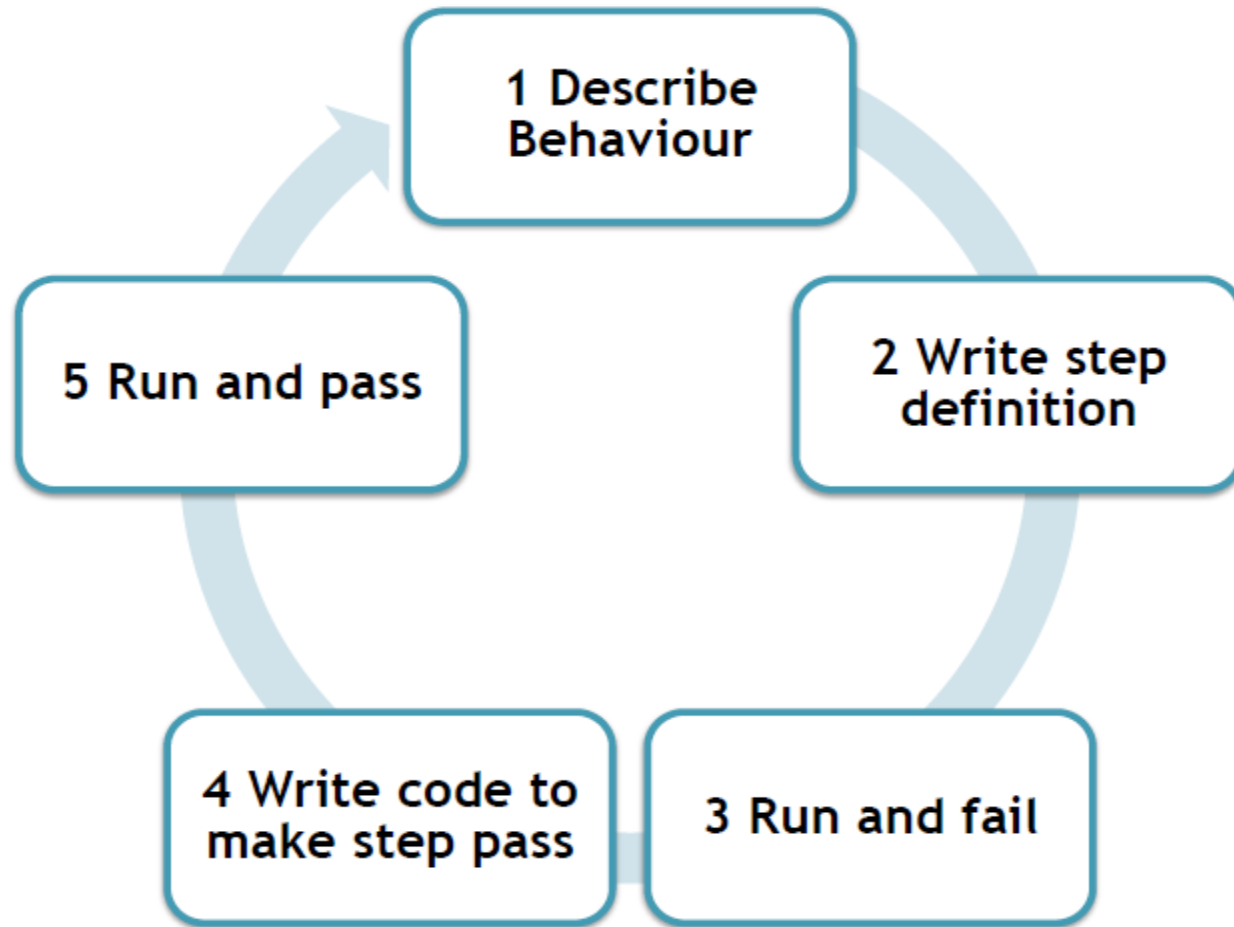 1 Describe
Behaviour
2 Write step
definition
3 Run and fail
4 Write code to
make step pass
5 Run and pass